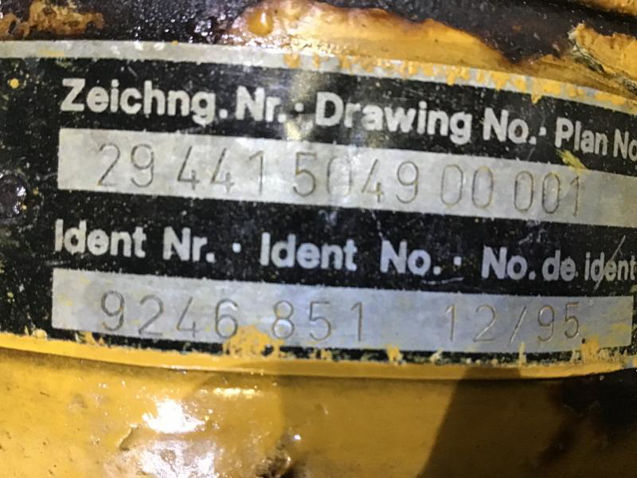 Zeichng. Nr. · Drawing No. · Plan No
29 441 5049 00 001
Ident Nr. · Ident No. · No. de ident
9246 851 12/95